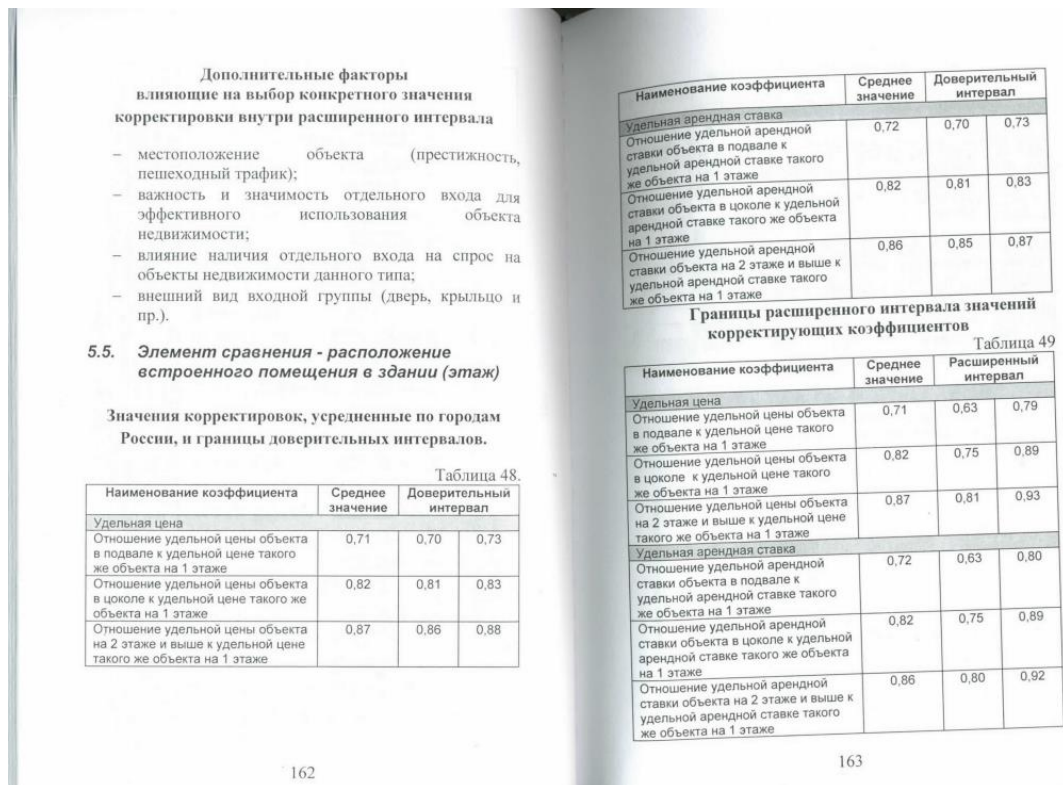 Дополнительные факторы
влияющие на выбор конкретного значения
корректировки внутри расширенного интервала
– местоположение объекта (престижность,
пешеходный трафик);
– важность и значимость отдельного входа для
эффективного использования объекта
недвижимости;
– влияние наличия отдельного входа на спрос на
объекты недвижимости данного типа;
– внешний вид входной группы (дверь, крыльцо и
пр.).
5.5. Элемент сравнения - расположение
встроенного помещения в здании (этаж)
Значения корректировок, усредненные по городам
России, и границы доверительных интервалов.
Таблица 48.
Наименование коэффициента Среднее Доверительный
значение интервал
Удельная цена
Отношение удельной цены объекта 0,71 0,70 0,73
в подвале к удельной цене такого
же объекта на 1 этаже
Отношение удельной цены объекта 0,82 0,81 0,83
в цоколе к удельной цене такого же
объекта на 1 этаже
Отношение удельной цены объекта 0,87 0,86 0,88
на 2 этаже и выше к удельной цене
такого же объекта на 1 этаже
162
Наименование коэффициента Среднее Доверительный
значение интервал
Удельная арендная ставка
Отношение удельной арендной 0,72 0,70 0,73
ставки объекта в подвале к
удельной арендной ставке такого
же объекта на 1 этаже
Отношение удельной арендной 0,82 0,81 0,83
ставки объекта в цоколе к удельной
арендной ставке такого же объекта
на 1 этаже
Отношение удельной арендной 0,86 0,85 0,87
ставки объекта на 2 этаже и выше к
удельной арендной ставке такого
же объекта на 1 этаже
Границы расширенного интервала значений
корректирующих коэффициентов
Таблица 49
Наименование коэффициента Среднее Расширенный
значение интервал
Удельная цена
Отношение удельной цены объекта 0,71 0,63 0,79
в подвале к удельной цене такого
же объекта на 1 этаже
Отношение удельной цены объекта 0,82 0,75 0,89
в цоколе к удельной цене такого
же объекта на 1 этаже
Отношение удельной цены объекта 0,87 0,81 0,93
на 2 этаже и выше к удельной цене
такого же объекта на 1 этаже
Удельная арендная ставка
Отношение удельной арендной 0,72 0,63 0,80
ставки объекта в подвале к
удельной арендной ставке такого
же объекта на 1 этаже
Отношение удельной арендной 0,82 0,75 0,89
ставки объекта в цоколе к удельной
арендной ставке такого же объекта
на 1 этаже
Отношение удельной арендной 0,86 0,80 0,92
ставки объекта на 2 этаже и выше к
удельной арендной ставке такого
же объекта на 1 этаже
163